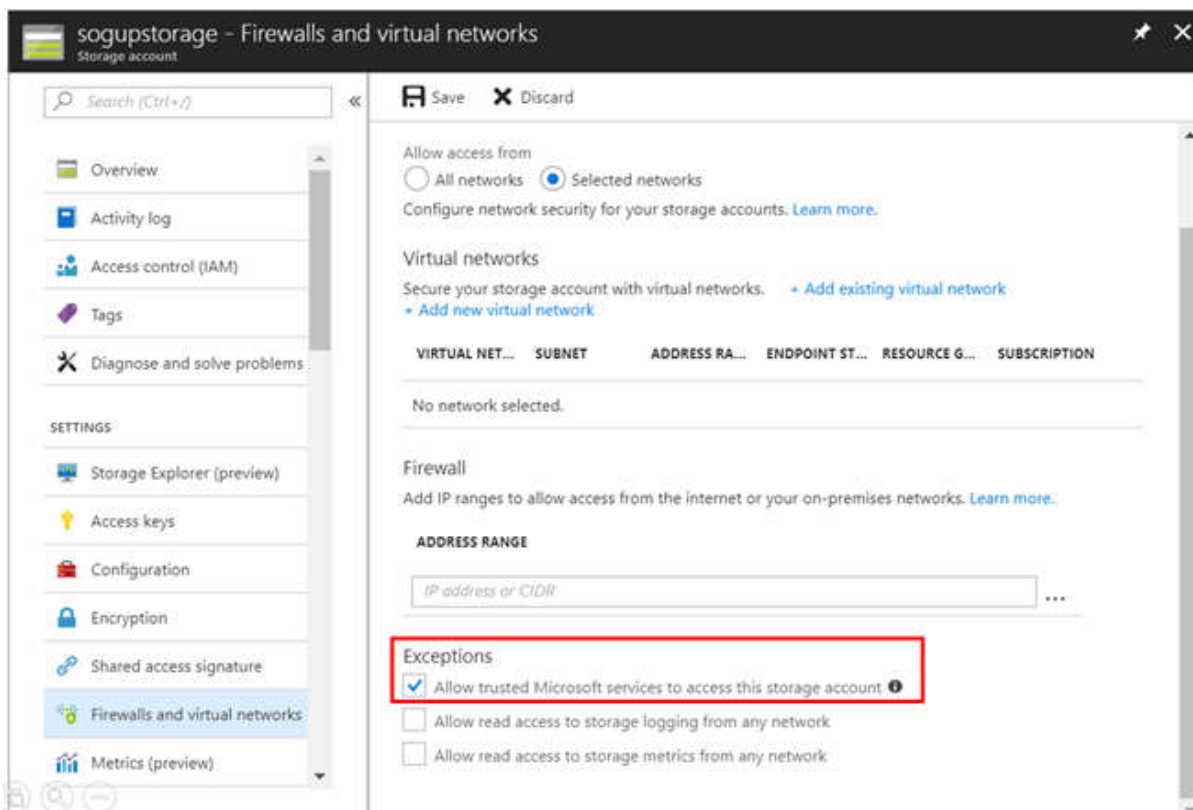 sogupstorage - Firewalls and virtual networks
Storage account
Search (Ctrl+/)
Overview
Activity log
Access control (IAM)
Tags
Diagnose and solve problems
SETTINGS
Storage Explorer (preview)
Access keys
Configuration
Encryption
Shared access signature
Firewalls and virtual networks
Metrics (preview)
Save Discard
Allow access from
All networks Selected networks
Configure network security for your storage accounts. Learn more.
Virtual networks
Secure your storage account with virtual networks. + Add existing virtual network
+ Add new virtual network
VIRTUAL NET... SUBNET ADDRESS RA... ENDPOINT ST... RESOURCE G... SUBSCRIPTION
No network selected.
Firewall
Add IP ranges to allow access from the internet or your on-premises networks. Learn more.
ADDRESS RANGE
IP address or CIDR
...
Exceptions
Allow trusted Microsoft services to access this storage account
Allow read access to storage logging from any network
Allow read access to storage metrics from any network